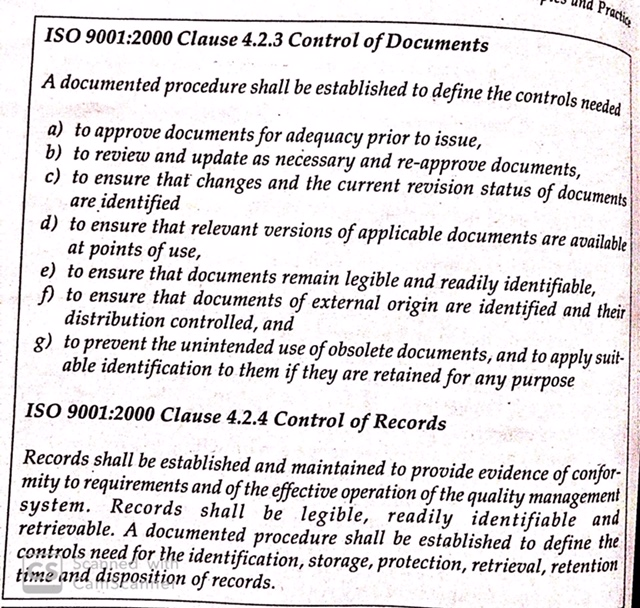 and Practice
ISO 9001:2000 Clause 4.2.3 Control of Documents
A documented procedure shall be established to define the controls needed
a) to approve documents for adequacy prior to issue,
b) to review and update as necessary and re-approve documents,
c) to ensure that changes and the current revision status of documents
are identified
d) to ensure that relevant versions of applicable documents are available
at points of use,
e) to ensure that documents remain legible and readily identifiable,
f) to ensure that documents of external origin are identified and their
distribution controlled, and
g) to prevent the unintended use of obsolete documents, and to apply suit-
able identification to them if they are retained for any purpose
ISO 9001:2000 Clause 4.2.4 Control of Records
Records shall be established and maintained to provide evidence of confor-
mity to requirements and of the effective operation of the quality management
system. Records shall be legible, readily identifiable and
retrievable. A documented procedure shall be established to define the
controls need for the identification, storage, protection, retrieval, retention
time and disposition of records.
CS Scanned with
CamScanner